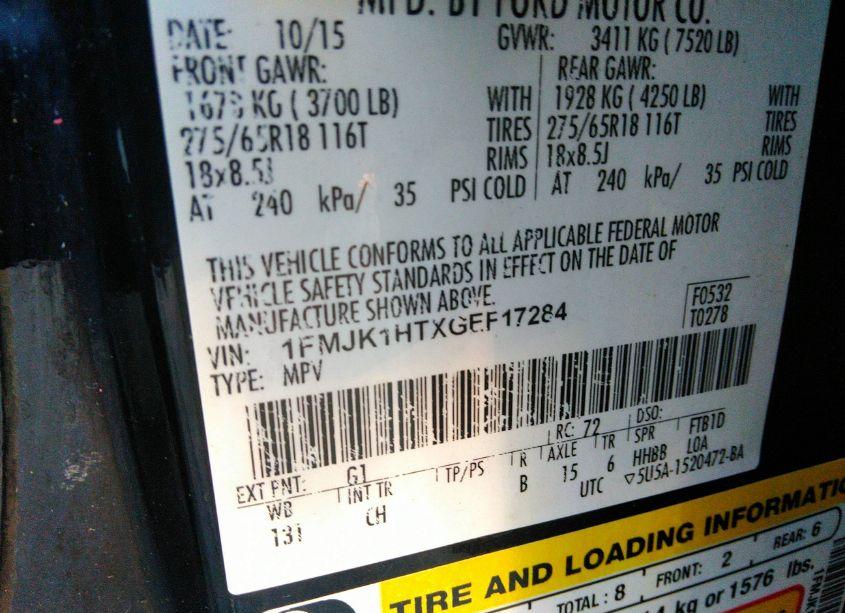 MFD. BY FORD MOTOR CO.
DATE: 10/15 GVWR: 3411 KG (7520 LB)
FRONT GAWR: REAR GAWR:
1678 KG (3700 LB) WITH 1928 KG (4250 LB) WITH
275/65R18 116T TIRES 275/65R18 116T TIRES
18x8.5J RIMS 18x8.5J RIMS
AT 240 kPa/ 35 PSI COLD AT 240 kPa/ 35 PSI COLD
THIS VEHICLE CONFORMS TO ALL APPLICABLE FEDERAL MOTOR
VEHICLE SAFETY STANDARDS IN EFFECT ON THE DATE OF
MANUFACTURE SHOWN ABOVE.
VIN: 1FMJK1HTXGEF17284 F0532
TYPE: MPV T0278
EXT PNT: G1 RC: 72 DSO:
WB INT TR TP/PS R AXLE TR SPR FTB1D
131 CH B 15 6 HHBB LOA
UTC ▽5U5A-1520472-BA
TIRE AND LOADING INFORMATIO
TOTAL: 8 FRONT: 2 REAR: 6
kg or 1576 lbs.